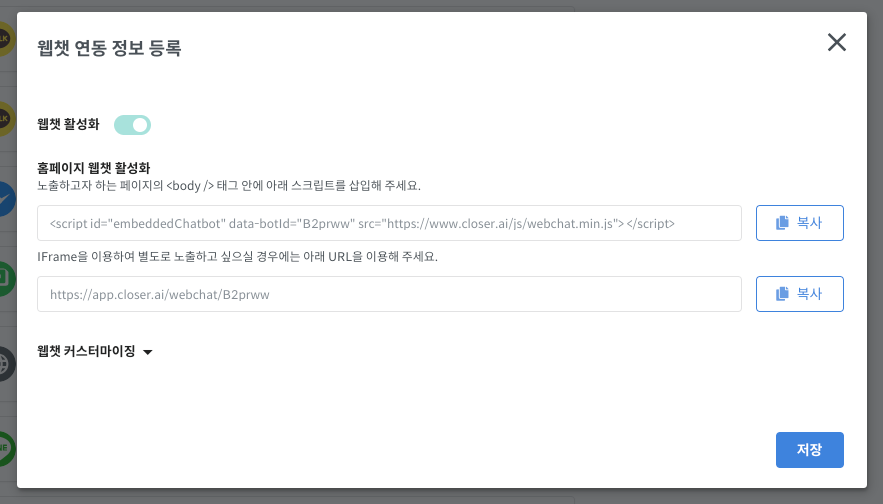 웹챗 연동 정보 등록
웹챗 활성화
홈페이지 웹챗 활성화
노출하고자 하는 페이지의 <body /> 태그 안에 아래 스크립트를 삽입해 주세요.
<script id="embeddedChatbot" data-botId="B2prww" src="https://www.closer.ai/js/webchat.min.js"></script>
복사
IFrame을 이용하여 별도로 노출하고 싶으실 경우에는 아래 URL을 이용해 주세요.
https://app.closer.ai/webchat/B2prww
복사
웹챗 커스터마이징
저장